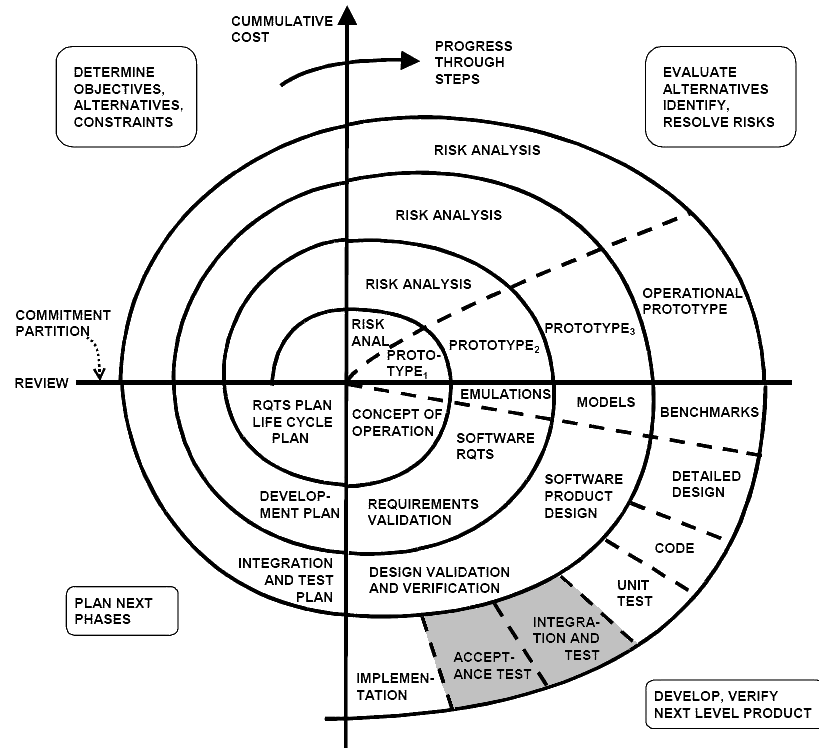 CUMMULATIVE
COST
PROGRESS
THROUGH
STEPS
DETERMINE
OBJECTIVES,
ALTERNATIVES,
CONSTRAINTS
EVALUATE
ALTERNATIVES
IDENTIFY,
RESOLVE RISKS
RISK ANALYSIS
RISK ANALYSIS
RISK ANALYSIS
RISK
ANAL.
PROTO-
TYPE1
PROTOTYPE2
PROTOTYPE3
OPERATIONAL
PROTOTYPE
COMMITMENT
PARTITION
REVIEW
RQTS PLAN
LIFE CYCLE
PLAN
CONCEPT OF
OPERATION
EMULATIONS
MODELS
BENCHMARKS
SOFTWARE
RQTS
SOFTWARE
PRODUCT
DESIGN
DETAILED
DESIGN
DEVELOP-
MENT PLAN
REQUIREMENTS
VALIDATION
CODE
INTEGRATION
AND TEST
PLAN
DESIGN VALIDATION
AND VERIFICATION
UNIT
TEST
PLAN NEXT
PHASES
INTEGRA-
TION AND
TEST
ACCEPT-
ANCE TEST
IMPLEMEN-
TATION
DEVELOP, VERIFY
NEXT LEVEL PRODUCT